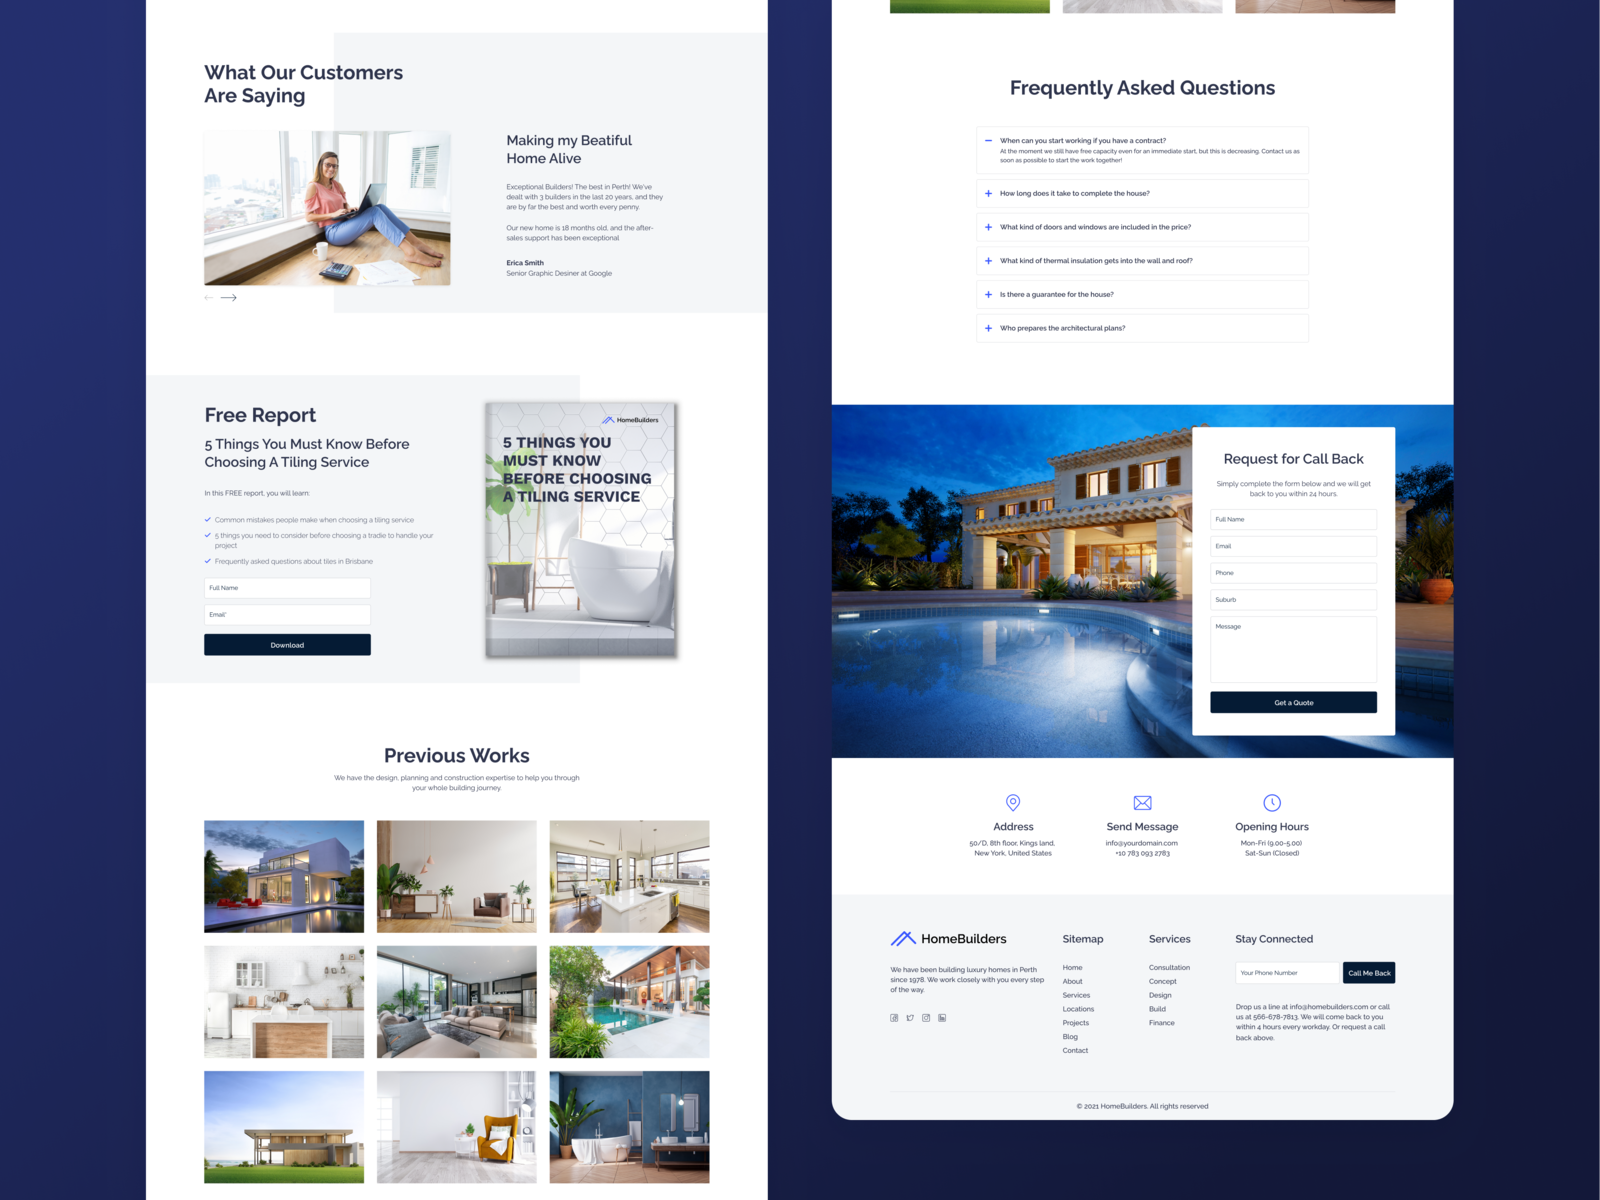 What Our Customers
Are Saying
Making my Beatiful
Home Alive
Exceptional Builders! The best in Perth! We've
dealt with 3 builders in the last 20 years, and they
are by far the best and worth every penny.
Our new home is 18 months old, and the after-
sales support has been exceptional
Erica Smith
Senior Graphic Desiner at Google
Free Report
5 Things You Must Know Before
Choosing A Tiling Service
In this FREE report, you will learn:
Common mistakes people make when choosing a tiling service
5 things you need to consider before choosing a tradie to handle your
project
Frequently asked questions about tiles in Brisbane
Full Name
Email*
Download
HomeBuilders
5 THINGS YOU
MUST KNOW
BEFORE CHOOSING
A TILING SERVICE
Previous Works
We have the design, planning and construction expertise to help you through
your whole building journey.
Frequently Asked Questions
When can you start working if you have a contract?
At the moment we still have free capacity even for an immediate start, but this is decreasing. Contact us as
soon as possible to start the work together!
How long does it take to complete the house?
What kind of doors and windows are included in the price?
What kind of thermal insulation gets into the wall and roof?
Is there a guarantee for the house?
Who prepares the architectural plans?
Request for Call Back
Simply complete the form below and we will get
back to you within 24 hours.
Full Name
Email
Phone
Suburb
Message
Get a Quote
Address
50/D, 8th floor, Kings land,
New York, United States
Send Message
info@yourdomain.com
+10 783 093 2783
Opening Hours
Mon-Fri (9.00-5.00)
Sat-Sun (Closed)
HomeBuilders
We have been building luxury homes in Perth
since 1978. We work closely with you every step
of the way.
Sitemap
Home
About
Services
Locations
Projects
Blog
Contact
Services
Consultation
Concept
Design
Build
Finance
Stay Connected
Your Phone Number
Call Me Back
Drop us a line at info@homebuilders.com or call
us at 566-678-7813. We will come back to you
within 4 hours every workday. Or request a call
back above.
© 2021 HomeBuilders. All rights reserved